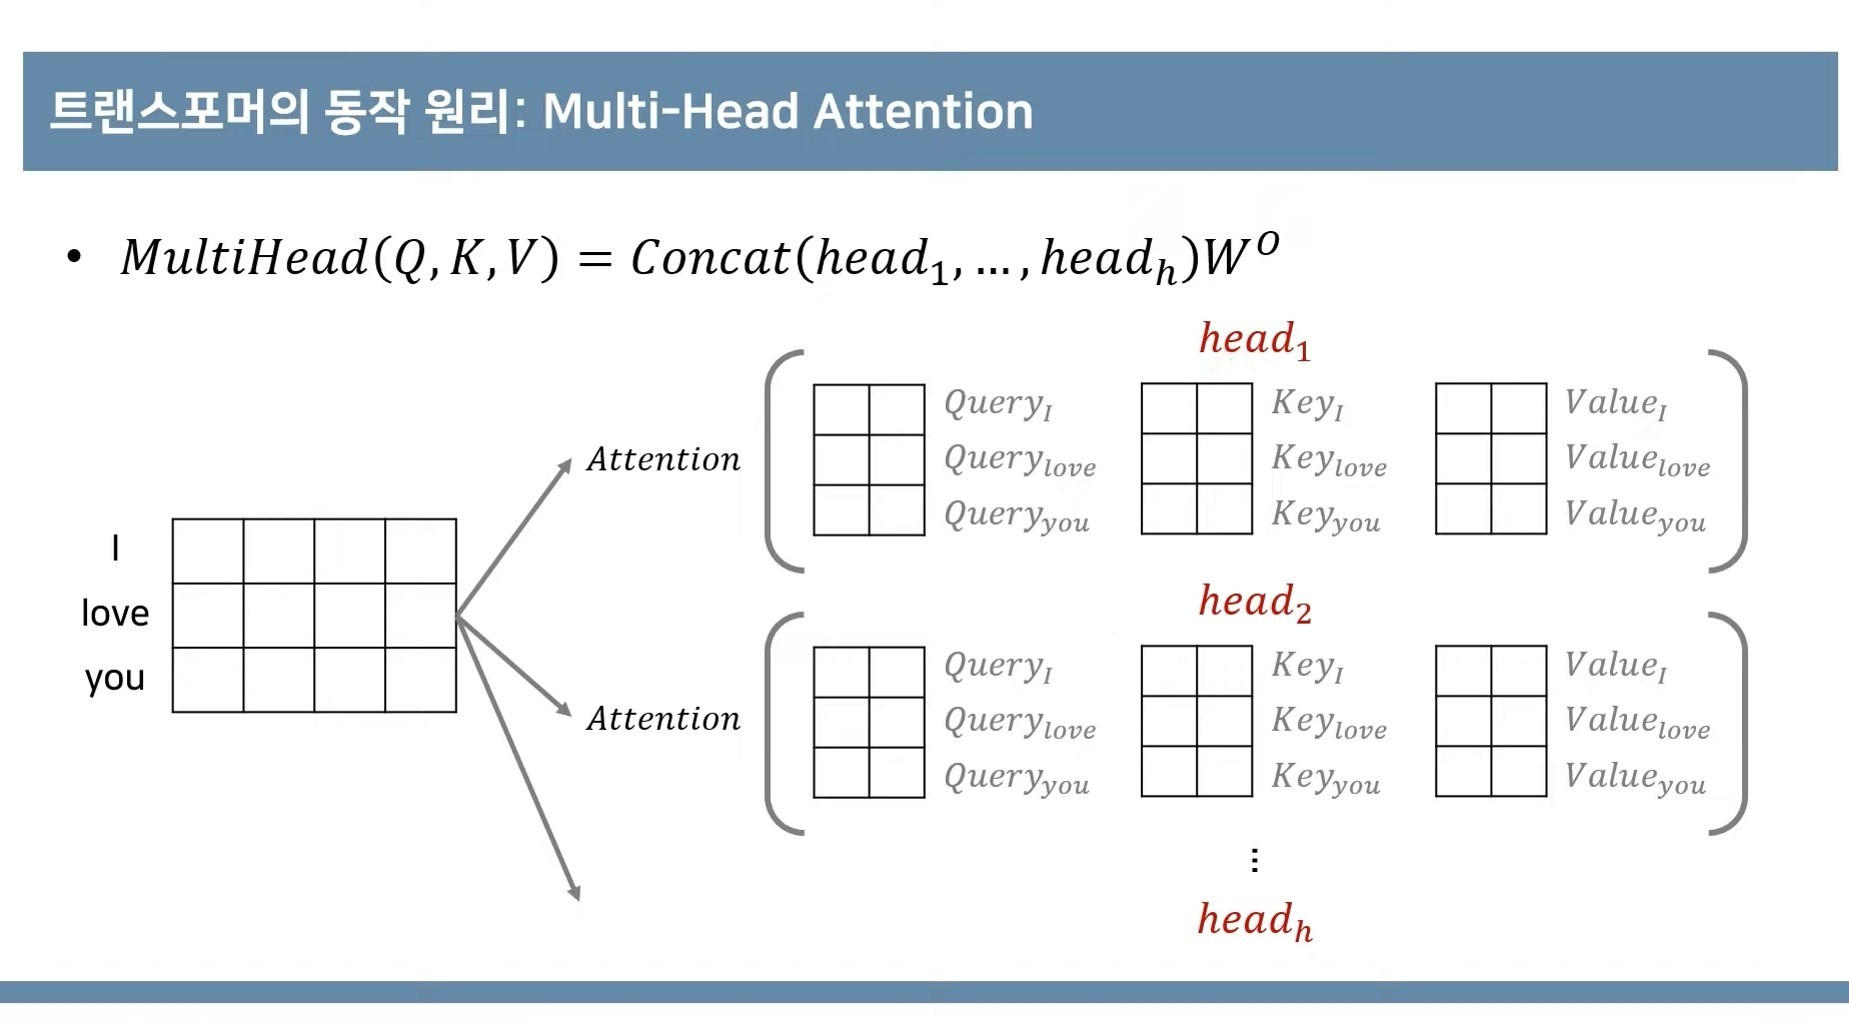 트랜스포머의 동작 원리: Multi-Head Attention
• MultiHead(Q, K, V) = Concat(head₁, … , headₕ)Wᴼ
head₁
Attention
Query_I Key_I Value_I
Query_love Key_love Value_love
Query_you Key_you Value_you
I
love
you
head₂
Attention
Query_I Key_I Value_I
Query_love Key_love Value_love
Query_you Key_you Value_you
⋮
headₕ